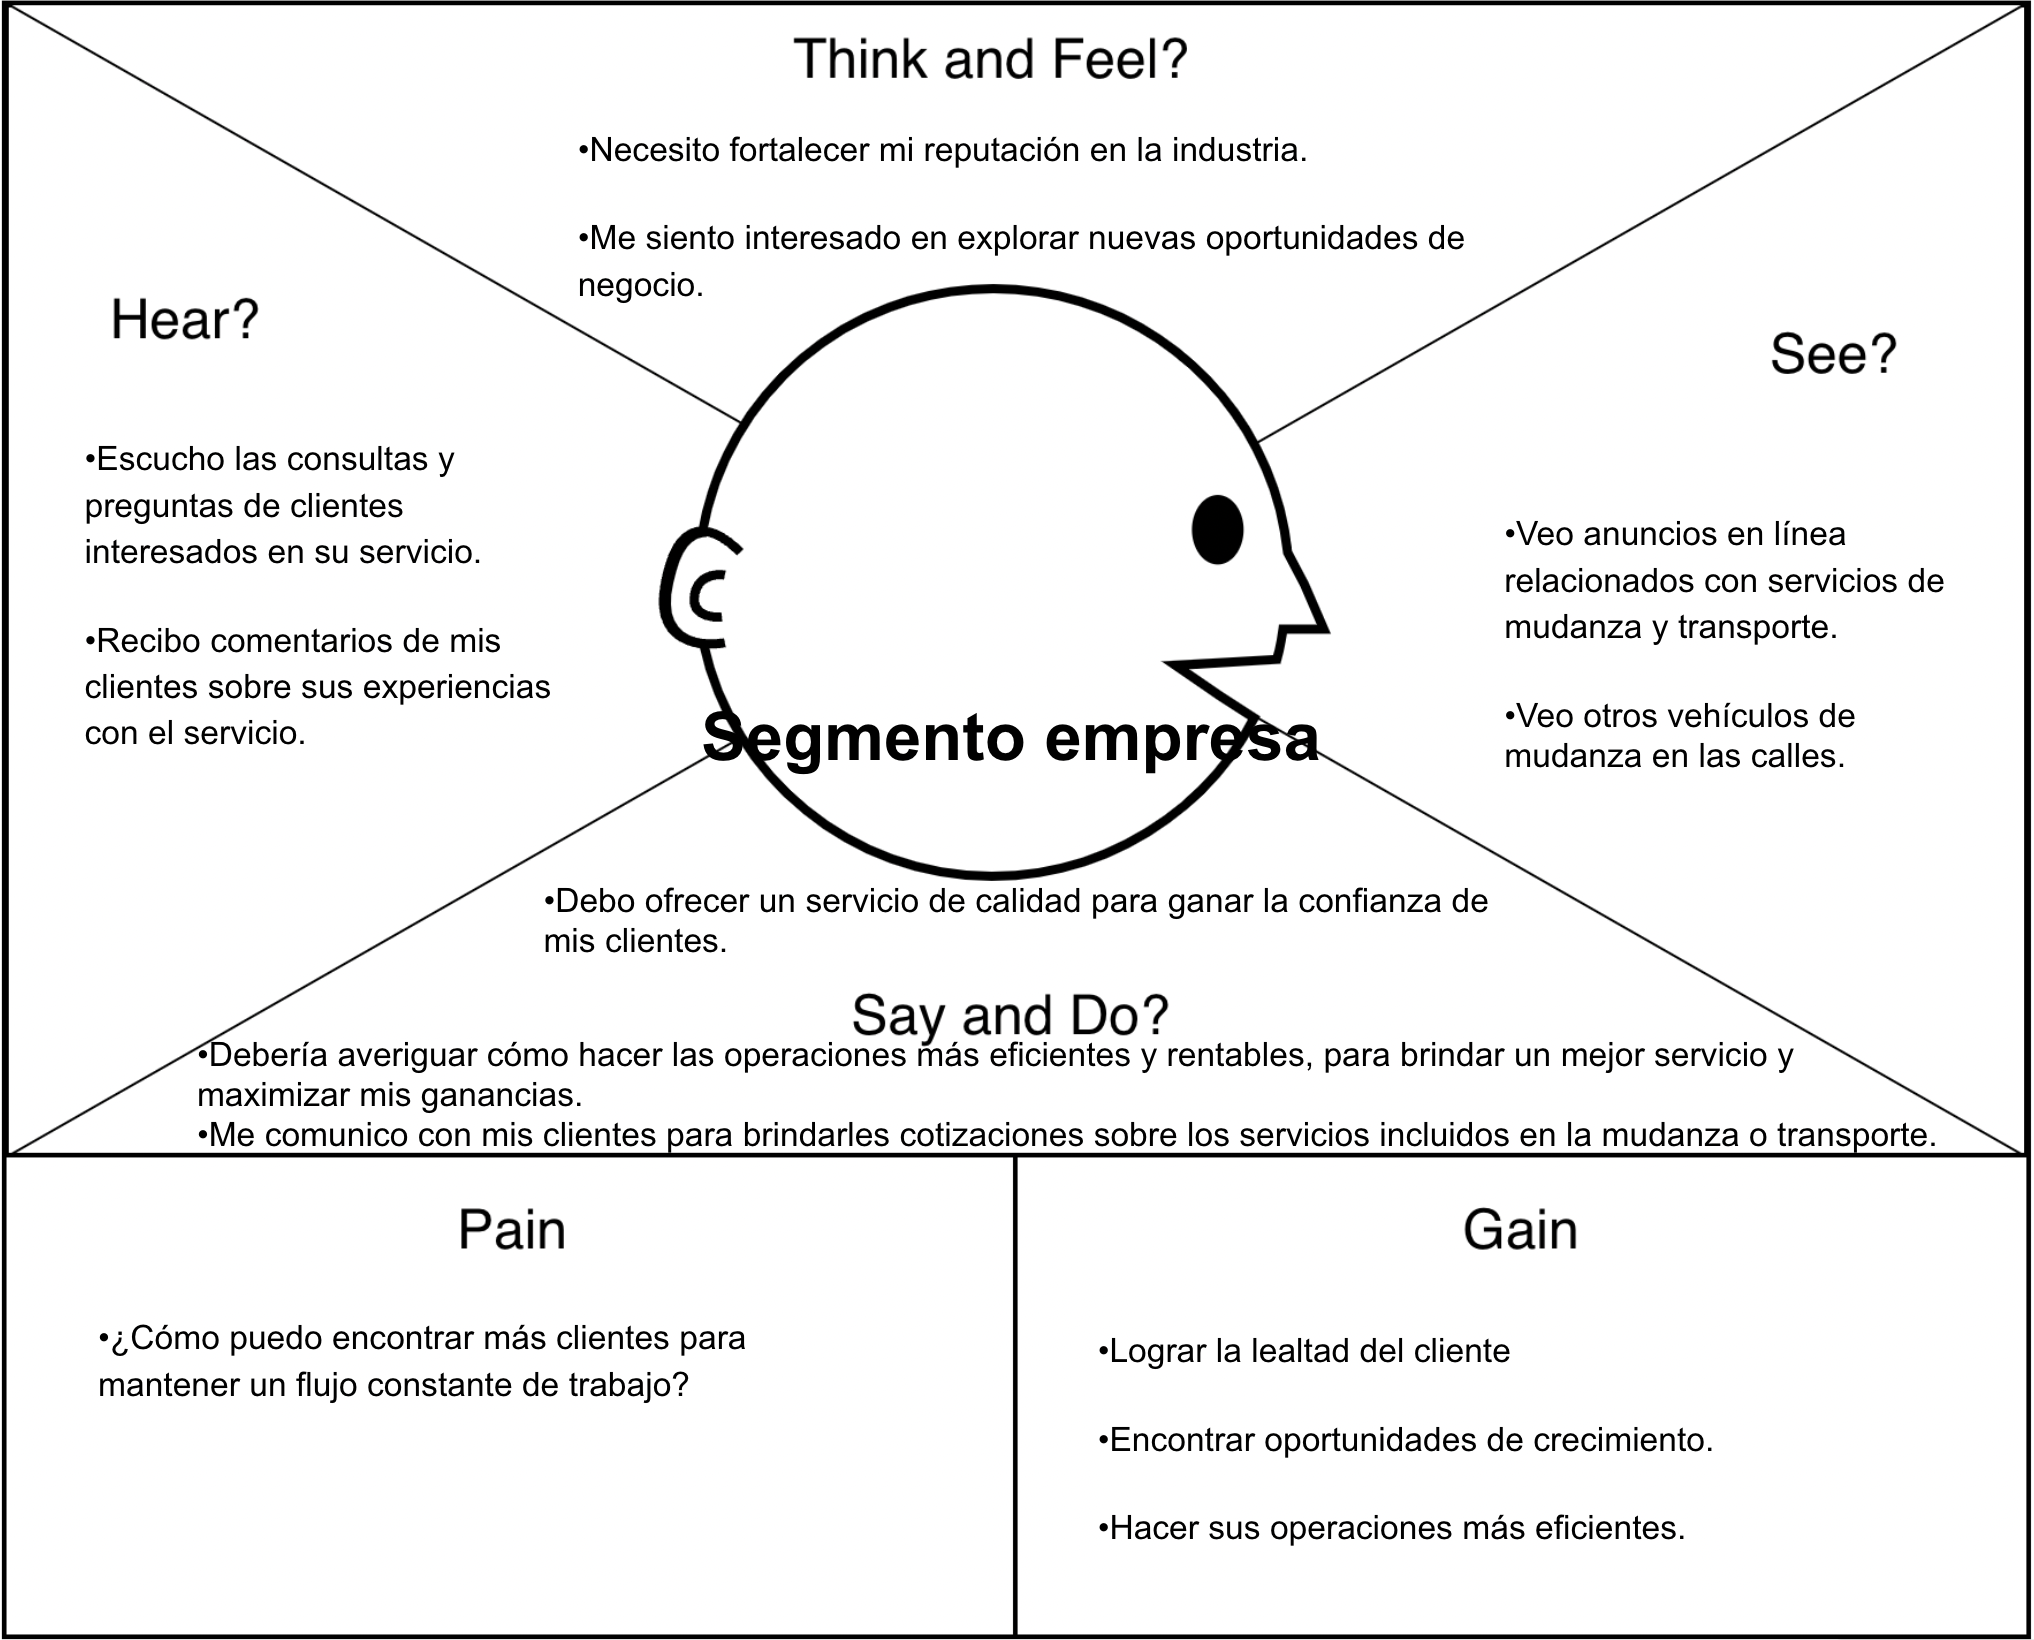 Think and Feel?
•Necesito fortalecer mi reputación en la industria.
•Me siento interesado en explorar nuevas oportunidades de
negocio.
Hear?
•Escucho las consultas y
preguntas de clientes
interesados en su servicio.
•Recibo comentarios de mis
clientes sobre sus experiencias
con el servicio.
See?
•Veo anuncios en línea
relacionados con servicios de
mudanza y transporte.
•Veo otros vehículos de
mudanza en las calles.
Segmento empresa
•Debo ofrecer un servicio de calidad para ganar la confianza de
mis clientes.
Say and Do?
•Debería averiguar cómo hacer las operaciones más eficientes y rentables, para brindar un mejor servicio y
maximizar mis ganancias.
•Me comunico con mis clientes para brindarles cotizaciones sobre los servicios incluidos en la mudanza o transporte.
Pain
•¿Cómo puedo encontrar más clientes para
mantener un flujo constante de trabajo?
Gain
•Lograr la lealtad del cliente
•Encontrar oportunidades de crecimiento.
•Hacer sus operaciones más eficientes.